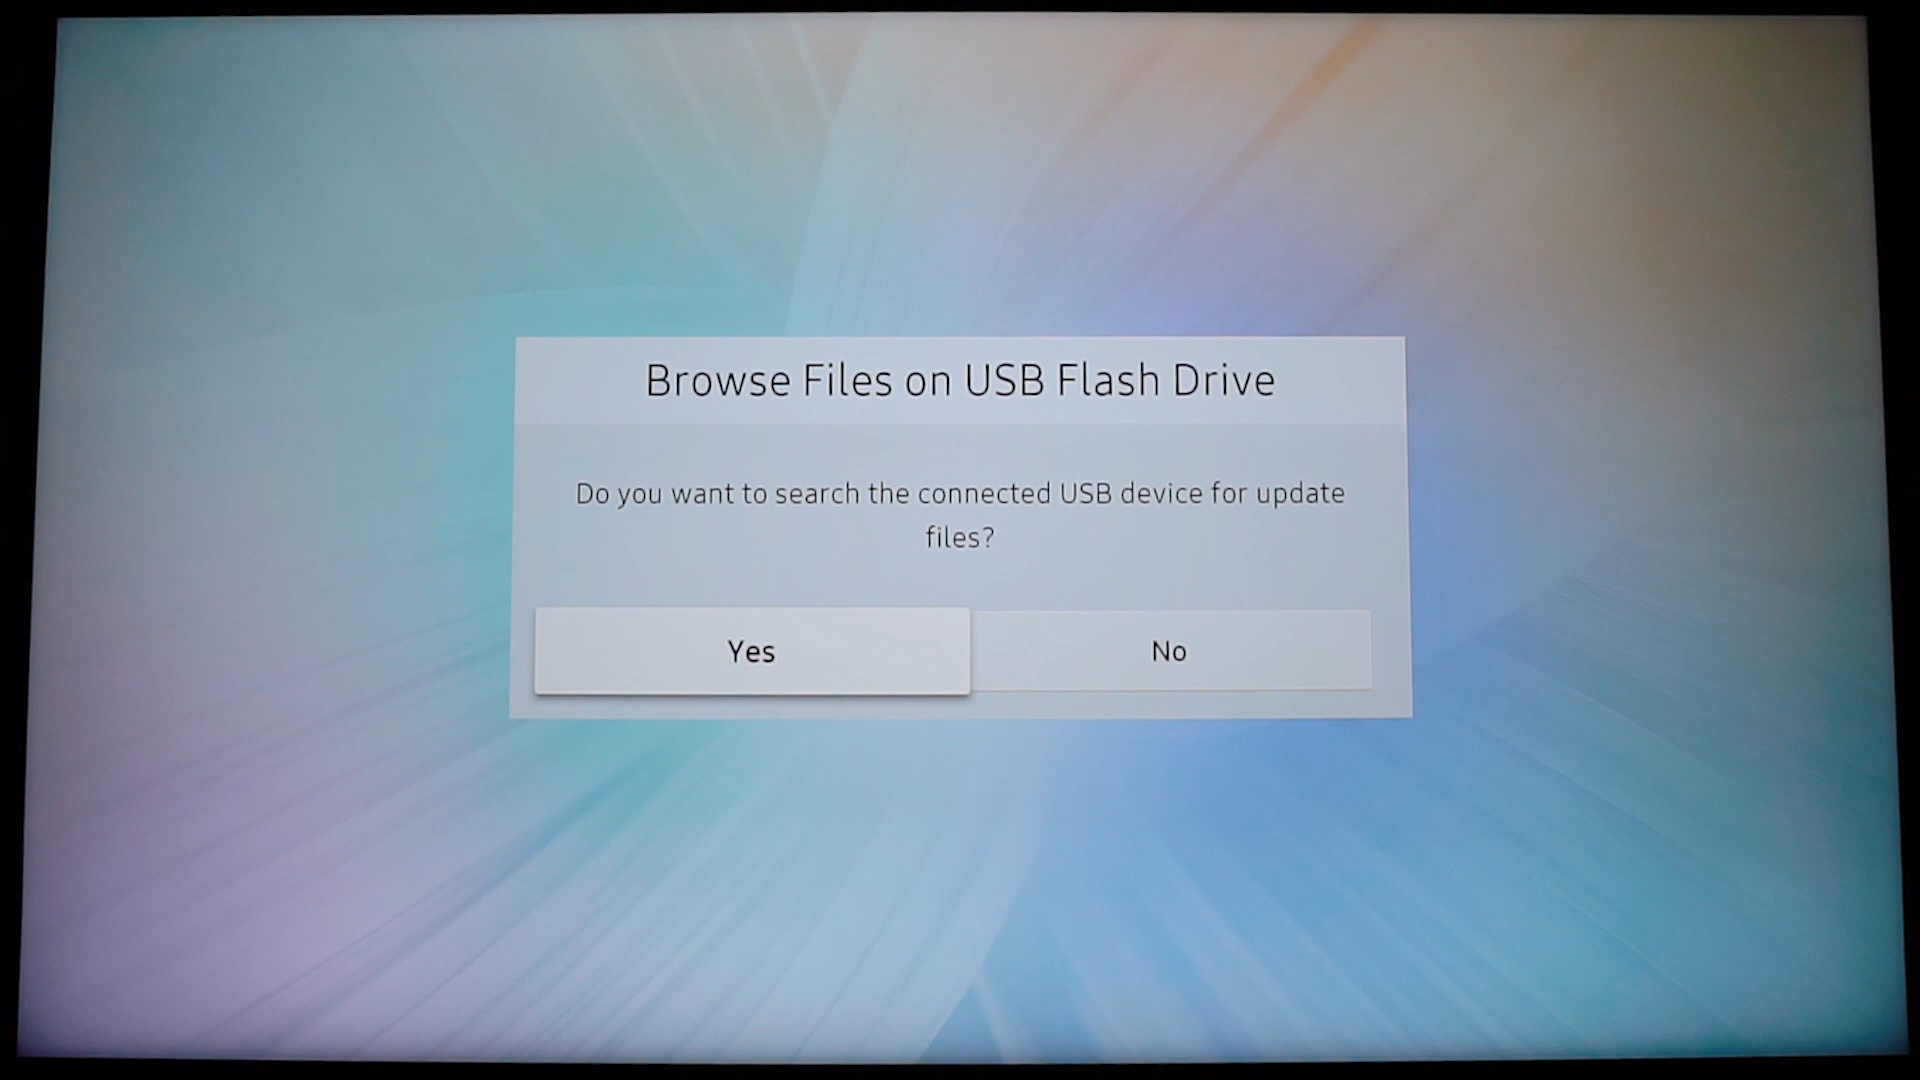 Browse Files on USB Flash Drive
Do you want to search the connected USB device for update
files?
Yes
No